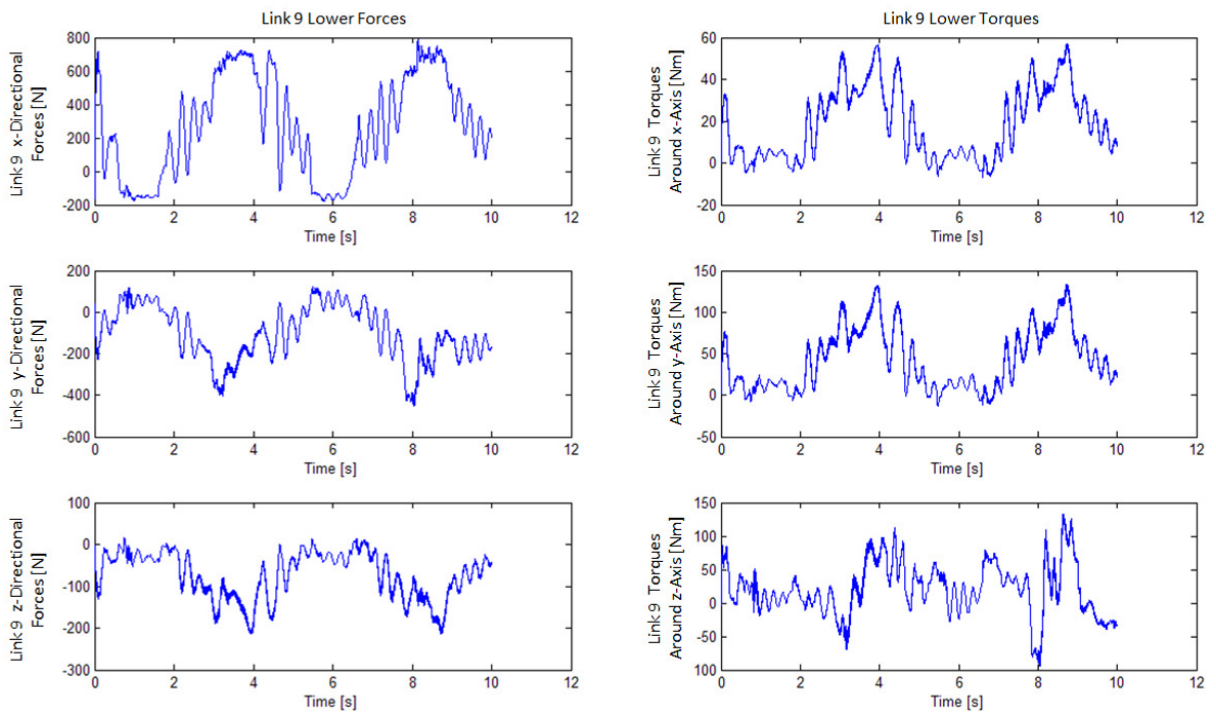 Link 9 Lower Forces
Link 9 x-Directional
Forces [N]
800
600
400
200
0
-200
0 2 4 6 8 10 12
Time [s]
Link 9 Lower Torques
Link 9 Torques
Around x-Axis [Nm]
60
40
20
0
20
0 2 4 6 8 10 12
Time [s]
Link 9 y-Directional
Forces [N]
200
0
-200
-400
-600
0 2 4 6 8 10 12
Time [s]
Link 9 Torques
Around y-Axis [Nm]
150
100
50
0
-50
0 2 4 6 8 10 12
Time [s]
Link 9 z-Directional
Forces [N]
100
0
-100
-200
-300
0 2 4 6 8 10 12
Time [s]
Link 9 Torques
Around z-Axis [Nm]
150
100
50
0
-50
100
0 2 4 6 8 10 12
Time [s]